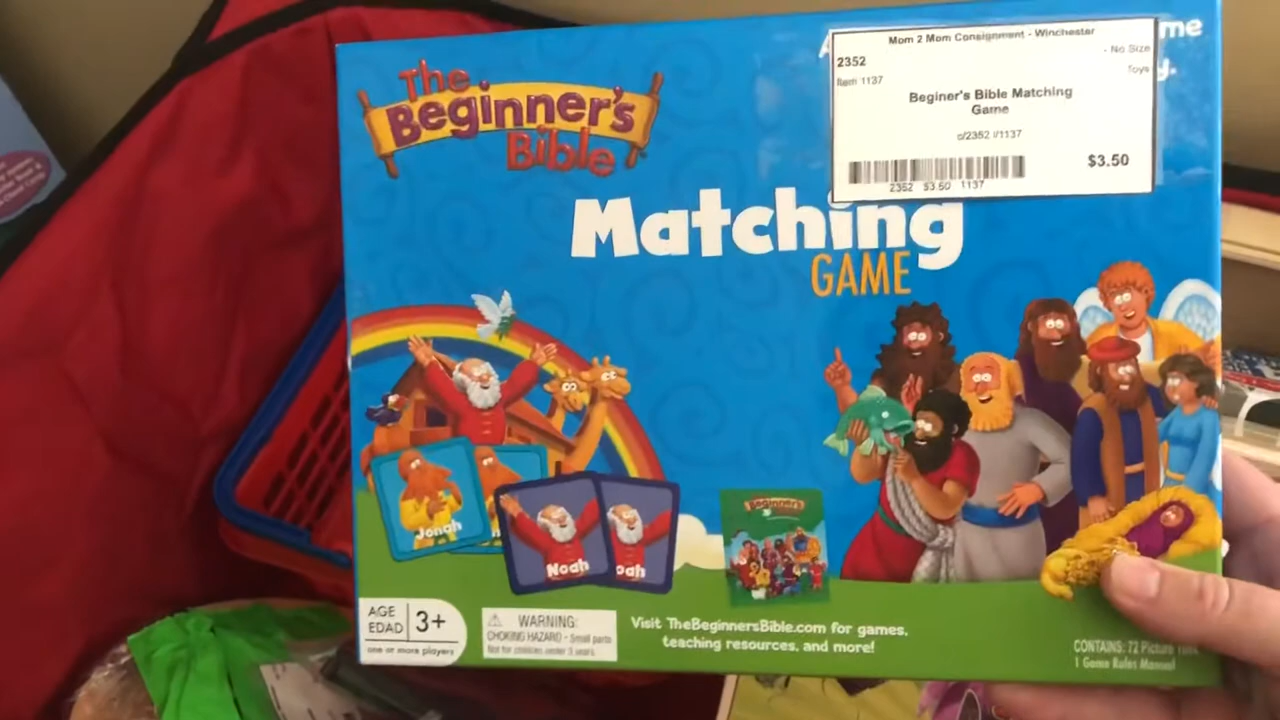 The
Beginner's
Bible
Matching
GAME
me
y.
Mom 2 Mom Consignment - Winchester
2352
- No Size
Item 1137
Toys
Beginer's Bible Matching
Game
c/2352 i/1137
$3.50
2352 $3.50 1137
Jonah
Noah
oah
Beginner's
AGE
EDAD
3+
one or more players
WARNING:
CHOKING HAZARD - Small parts
Not for children under 3 years.
Visit TheBeginnersBible.com for games,
teaching resources, and more!
CONTAINS: 72 Picture
1 Game Rules Manual